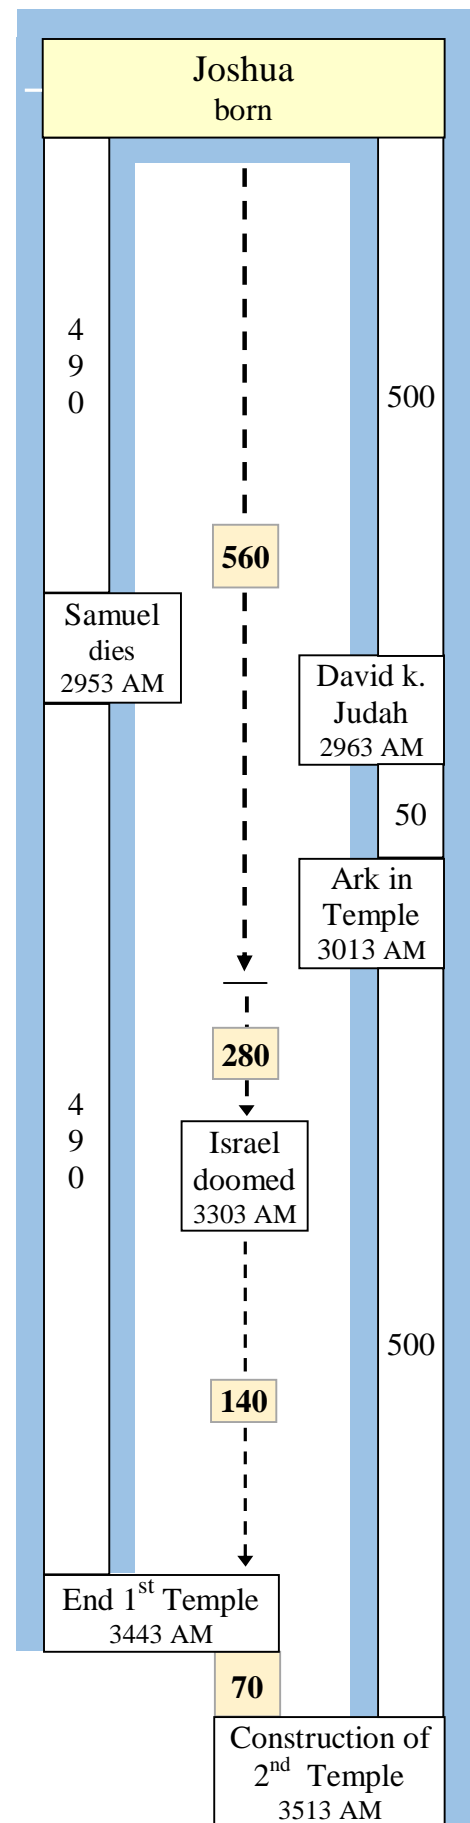 Joshua
born
4
9
0
500
560
Samuel
dies
2953 AM
David k.
Judah
2963 AM
50
Ark in
Temple
3013 AM
280
4
9
0
Israel
doomed
3303 AM
500
140
End 1st Temple
3443 AM
70
Construction of
2nd Temple
3513 AM